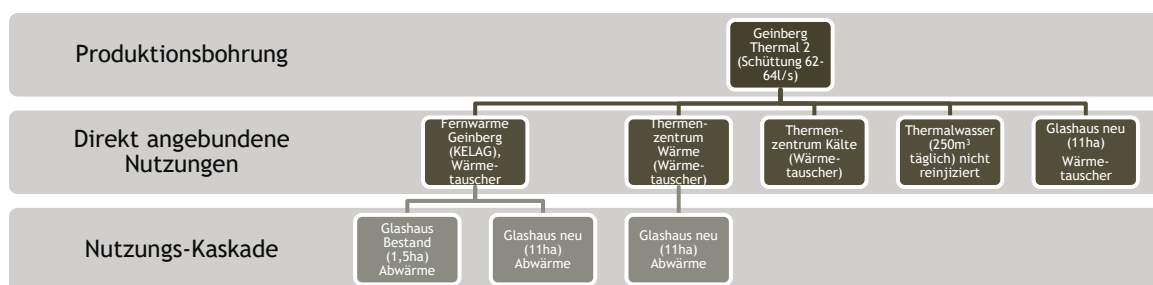 Produktionsbohrung
Geinberg
Thermal 2
(Schüttung 62-
64l/s)
Direkt angebundene
Nutzungen
Fernwärme
Geinberg
(KELAG),
Wärme-
tauscher
Thermen-
zentrum
Wärme
(Wärme-
tauscher)
Thermen-
zentrum Kälte
(Wärme-
tauscher)
Thermalwasser
(250m³
täglich) nicht
reinjiziert
Glashaus neu
(11ha)
Wärme-
tauscher
Nutzungs-Kaskade
Glashaus
Bestand
(1,5ha)
Abwärme
Glashaus neu
(11ha)
Abwärme
Glashaus neu
(11ha)
Abwärme